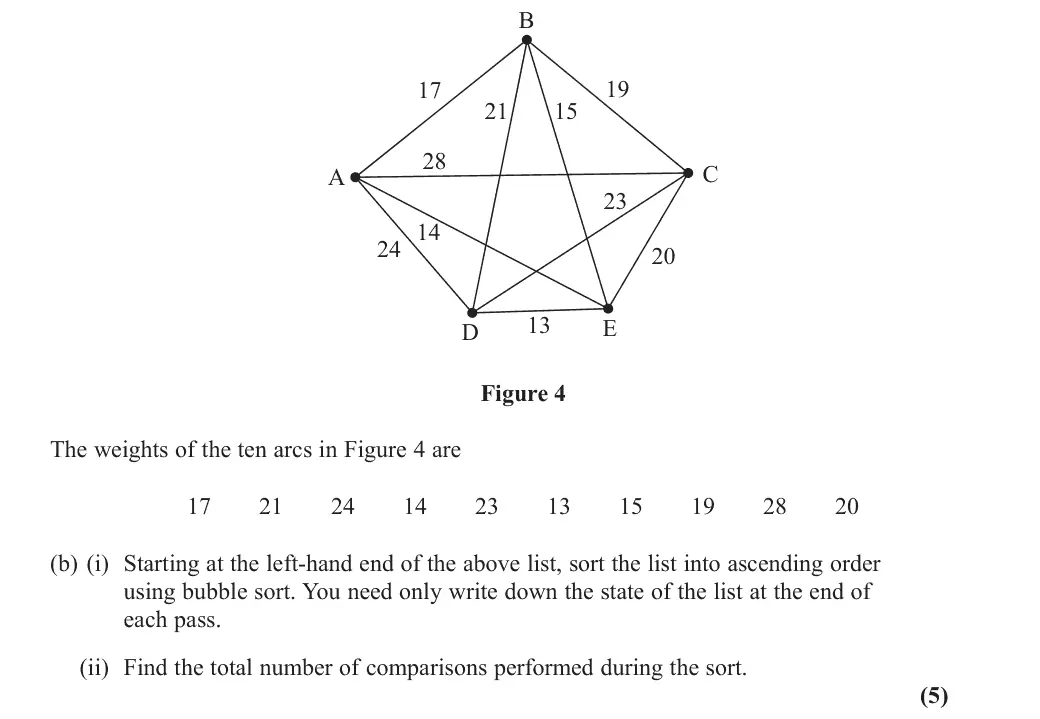 B
17
19
21
15
28
A
C
23
14
24
20
13
D
E
Figure 4
The weights of the ten arcs in Figure 4 are
17 21 24 14 23 13 15 19 28 20
(b) (i) Starting at the left-hand end of the above list, sort the list into ascending order
using bubble sort. You need only write down the state of the list at the end of
each pass.
(ii) Find the total number of comparisons performed during the sort.
(5)